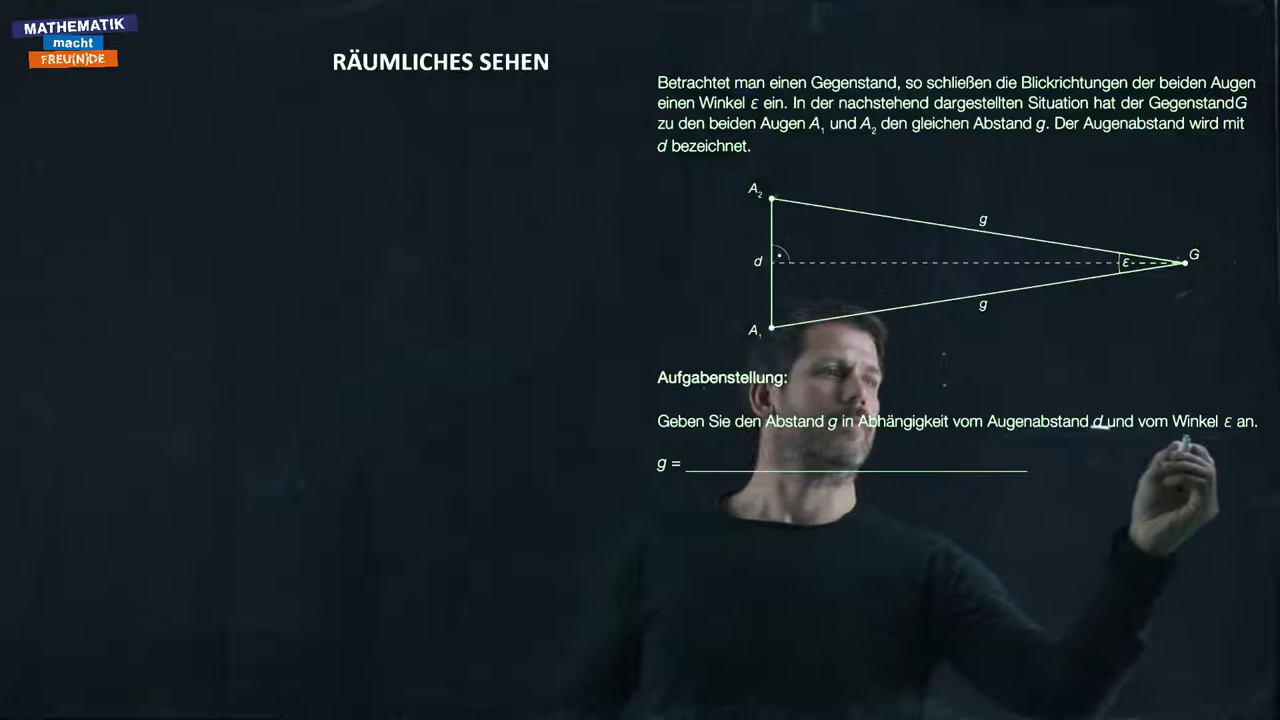 MATHEMATIK
macht
FREU(N)DE
RÄUMLICHES SEHEN
Betrachtet man einen Gegenstand, so schließen die Blickrichtungen der beiden Augen
einen Winkel ε ein. In der nachstehend dargestellten Situation hat der Gegenstand G
zu den beiden Augen A₁ und A₂ den gleichen Abstand g. Der Augenabstand wird mit
d bezeichnet.
A₂
g
d
ε
G
g
A₁
Aufgabenstellung:
Geben Sie den Abstand g in Abhängigkeit vom Augenabstand d und vom Winkel ε an.
g = ______________________________